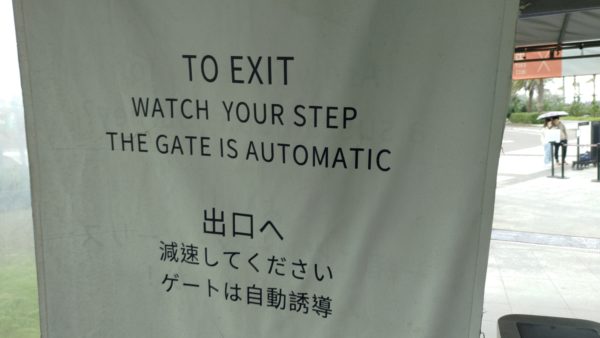 TO EXIT
WATCH YOUR STEP
THE GATE IS AUTOMATIC
出口へ
減速してください
ゲートは自動誘導